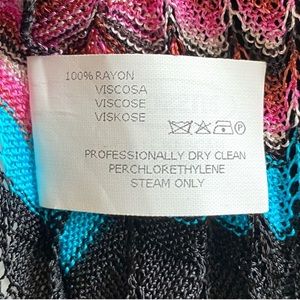 100% RAYON
VISCOSA
VISCOSE
VISKOSE
P
PROFESSIONALLY DRY CLEAN
PERCHLORETHYLENE
STEAM ONLY